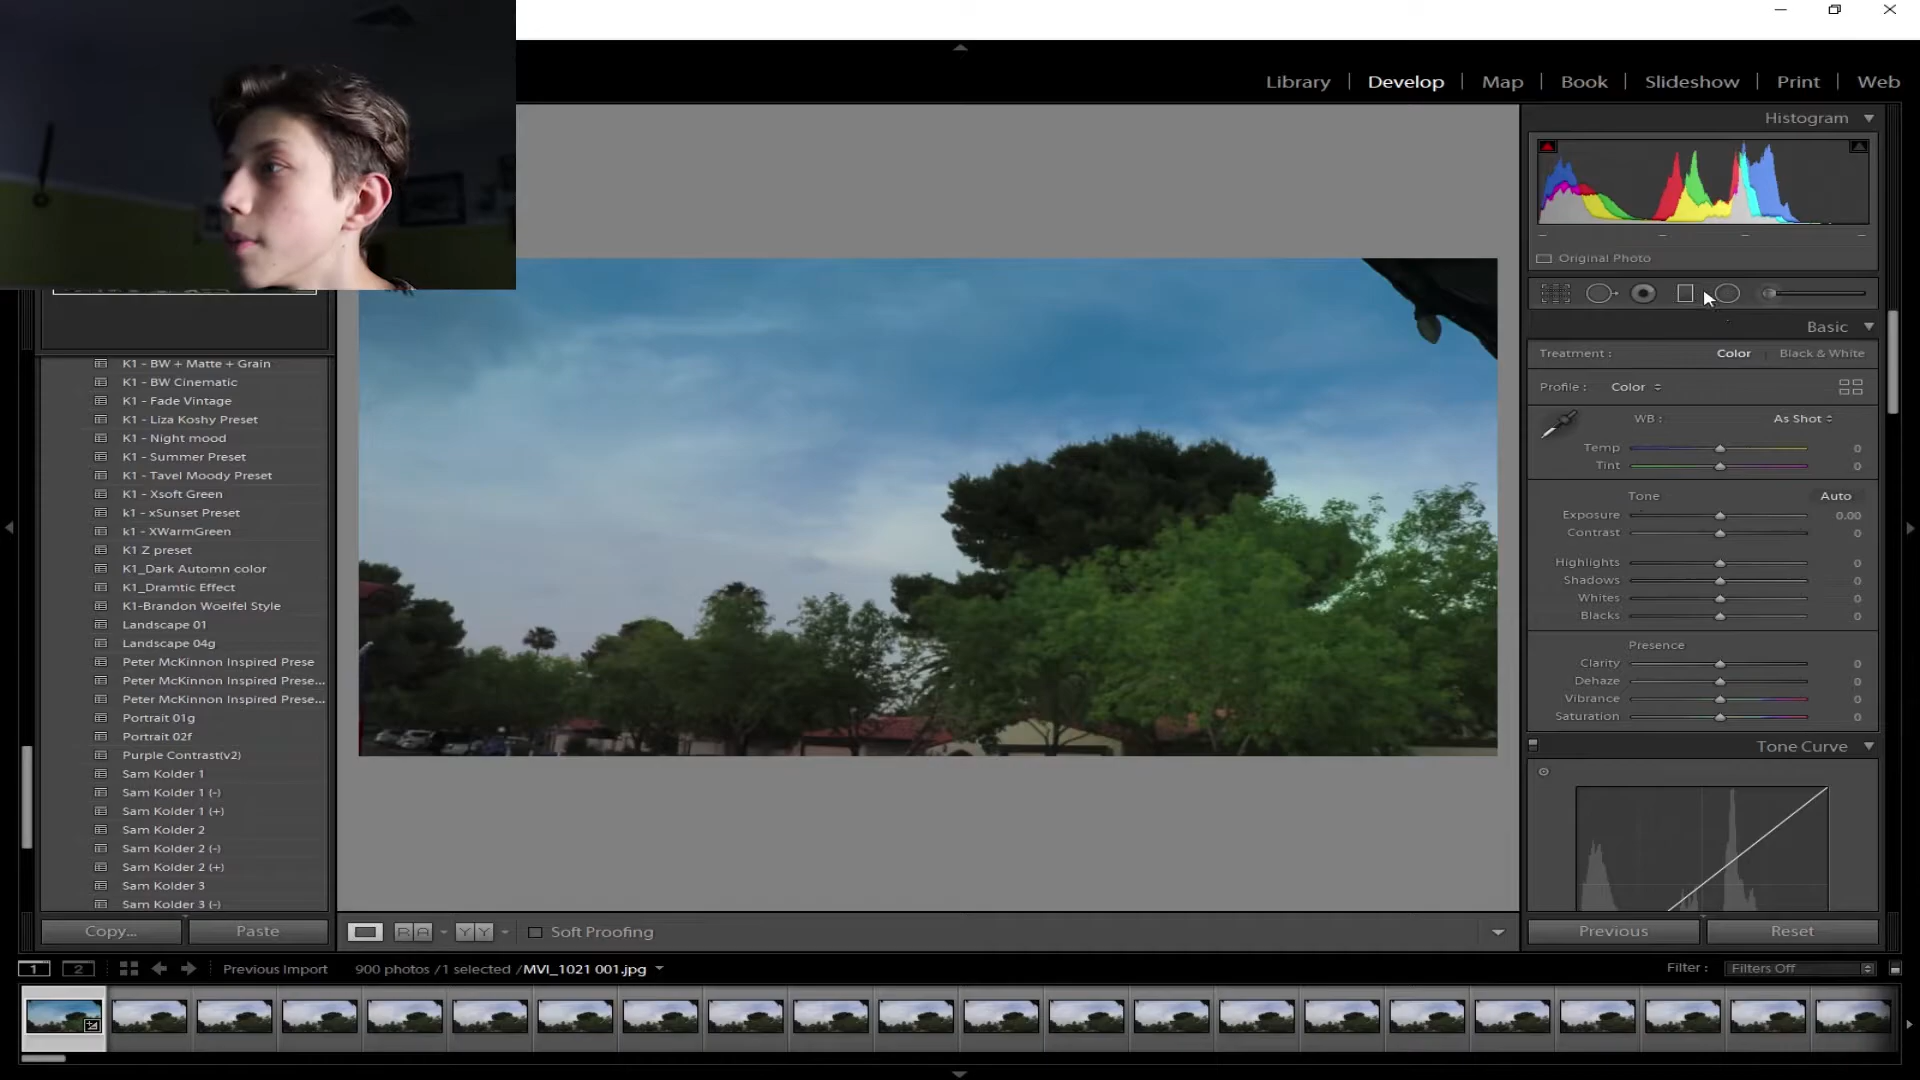 Library | Develop | Map | Book | Slideshow | Print | Web
Histogram
Original Photo
Basic
Treatment : Color Black & White
Profile : Color
WB : As Shot
Temp 0
Tint 0
Tone Auto
Exposure 0.00
Contrast 0
Highlights 0
Shadows 0
Whites 0
Blacks 0
Presence
Clarity 0
Dehaze 0
Vibrance 0
Saturation 0
Tone Curve
Previous Reset
K1 - BW + Matte + Grain
K1 - BW Cinematic
K1 - Fade Vintage
K1 - Liza Koshy Preset
K1 - Night mood
K1 - Summer Preset
K1 - Tavel Moody Preset
K1 - Xsoft Green
k1 - xSunset Preset
K1 - XWarmGreen
K1 Z preset
K1_Dark Automn color
K1_Dramtic Effect
K1-Brandon Woelfel Style
Landscape 01
Landscape 04g
Peter McKinnon Inspired Prese
Peter McKinnon Inspired Prese...
Peter McKinnon Inspired Prese...
Portrait 01g
Portrait 02f
Purple Contrast(v2)
Sam Kolder 1
Sam Kolder 1 (-)
Sam Kolder 1 (+)
Sam Kolder 2
Sam Kolder 2 (-)
Sam Kolder 2 (+)
Sam Kolder 3
Sam Kolder 3 (-)
Copy... Paste
RA YY Soft Proofing
1 2 Previous Import 900 photos /1 selected /MVI_1021 001.jpg Filter : Filters Off